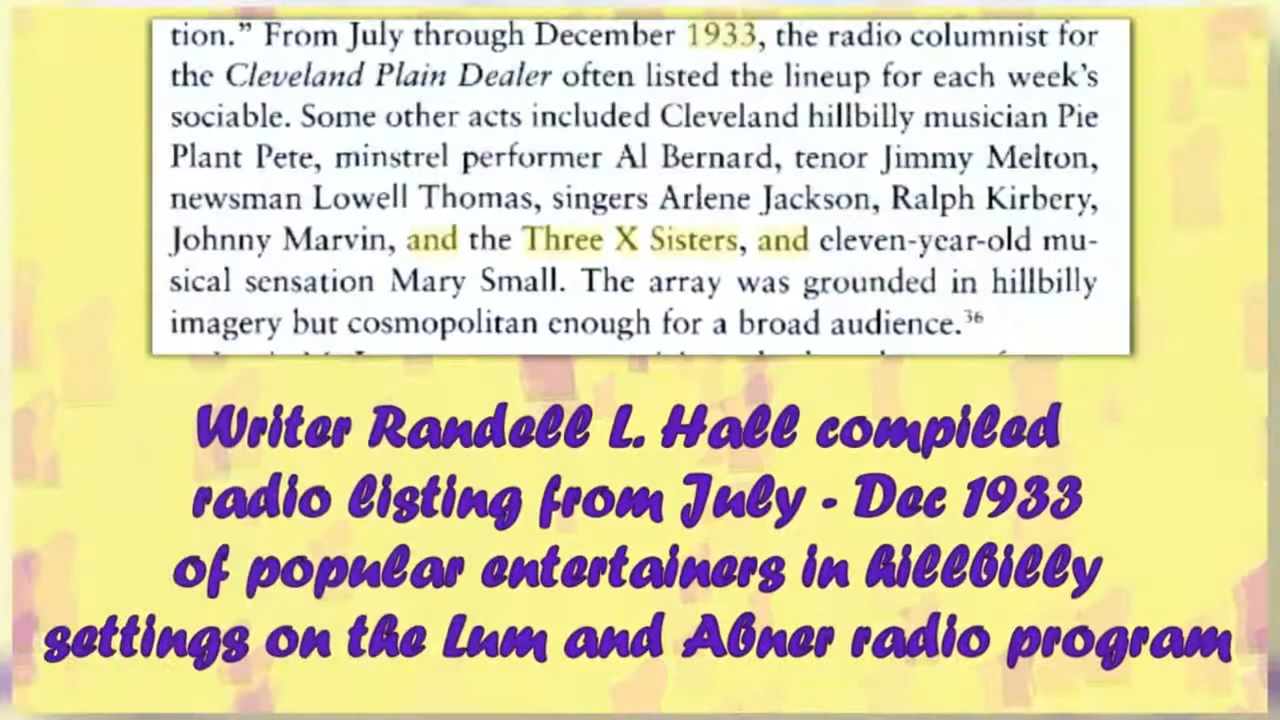 tion.” From July through December 1933, the radio columnist for
the Cleveland Plain Dealer often listed the lineup for each week’s
sociable. Some other acts included Cleveland hillbilly musician Pie
Plant Pete, minstrel performer Al Bernard, tenor Jimmy Melton,
newsman Lowell Thomas, singers Arlene Jackson, Ralph Kirbery,
Johnny Marvin, and the Three X Sisters, and eleven-year-old mu-
sical sensation Mary Small. The array was grounded in hillbilly
imagery but cosmopolitan enough for a broad audience.36
Writer Randell L. Hall compiled
radio listing from July - Dec 1933
of popular entertainers in hillbilly
settings on the Lum and Abner radio program